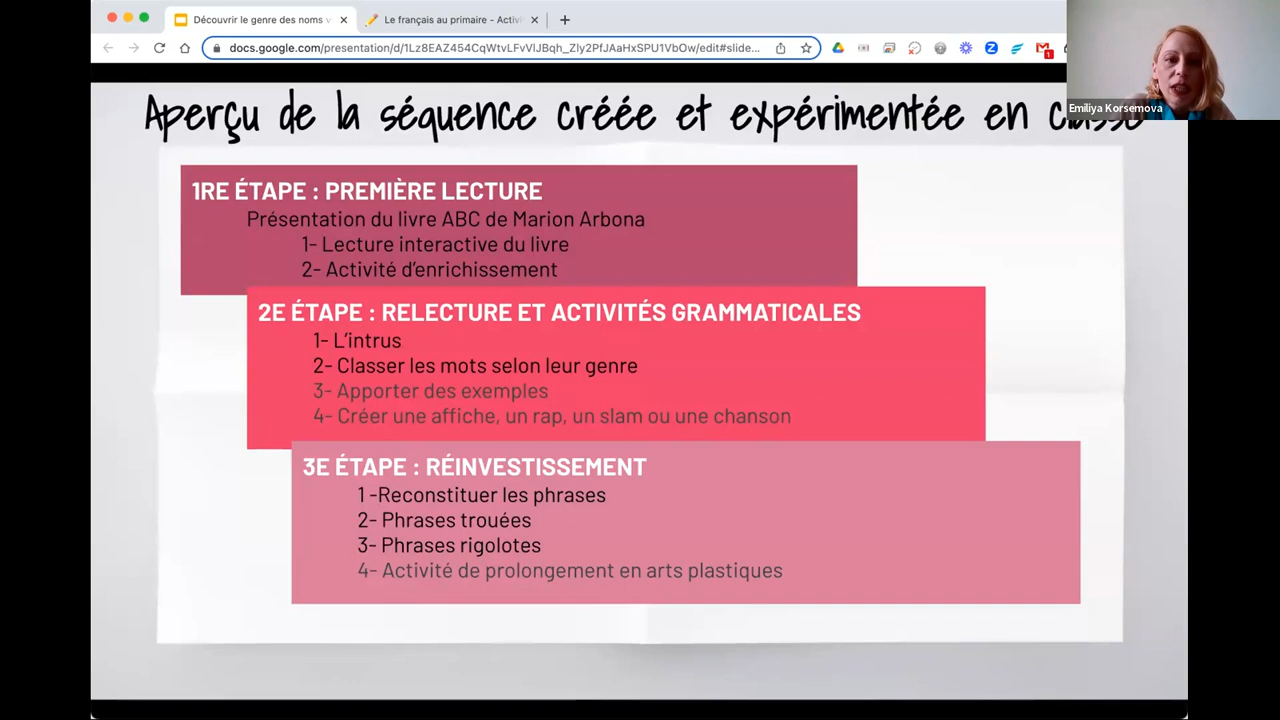 Découvrir le genre des noms
Le français au primaire - Activi
docs.google.com/presentation/d/1Lz8EAZ454CqWtvLFvVlJBqh_Zly2PfJAaHxSPU1VbOw/edit#slide...
Emiliya Korsemova
Aperçu de la séquence créée et expérimentée en classe
1RE ÉTAPE : PREMIÈRE LECTURE
Présentation du livre ABC de Marion Arbona
1- Lecture interactive du livre
2- Activité d'enrichissement
2E ÉTAPE : RELECTURE ET ACTIVITÉS GRAMMATICALES
1- L'intrus
2- Classer les mots selon leur genre
3- Apporter des exemples
4- Créer une affiche, un rap, un slam ou une chanson
3E ÉTAPE : RÉINVESTISSEMENT
1 -Reconstituer les phrases
2- Phrases trouées
3- Phrases rigolotes
4- Activité de prolongement en arts plastiques